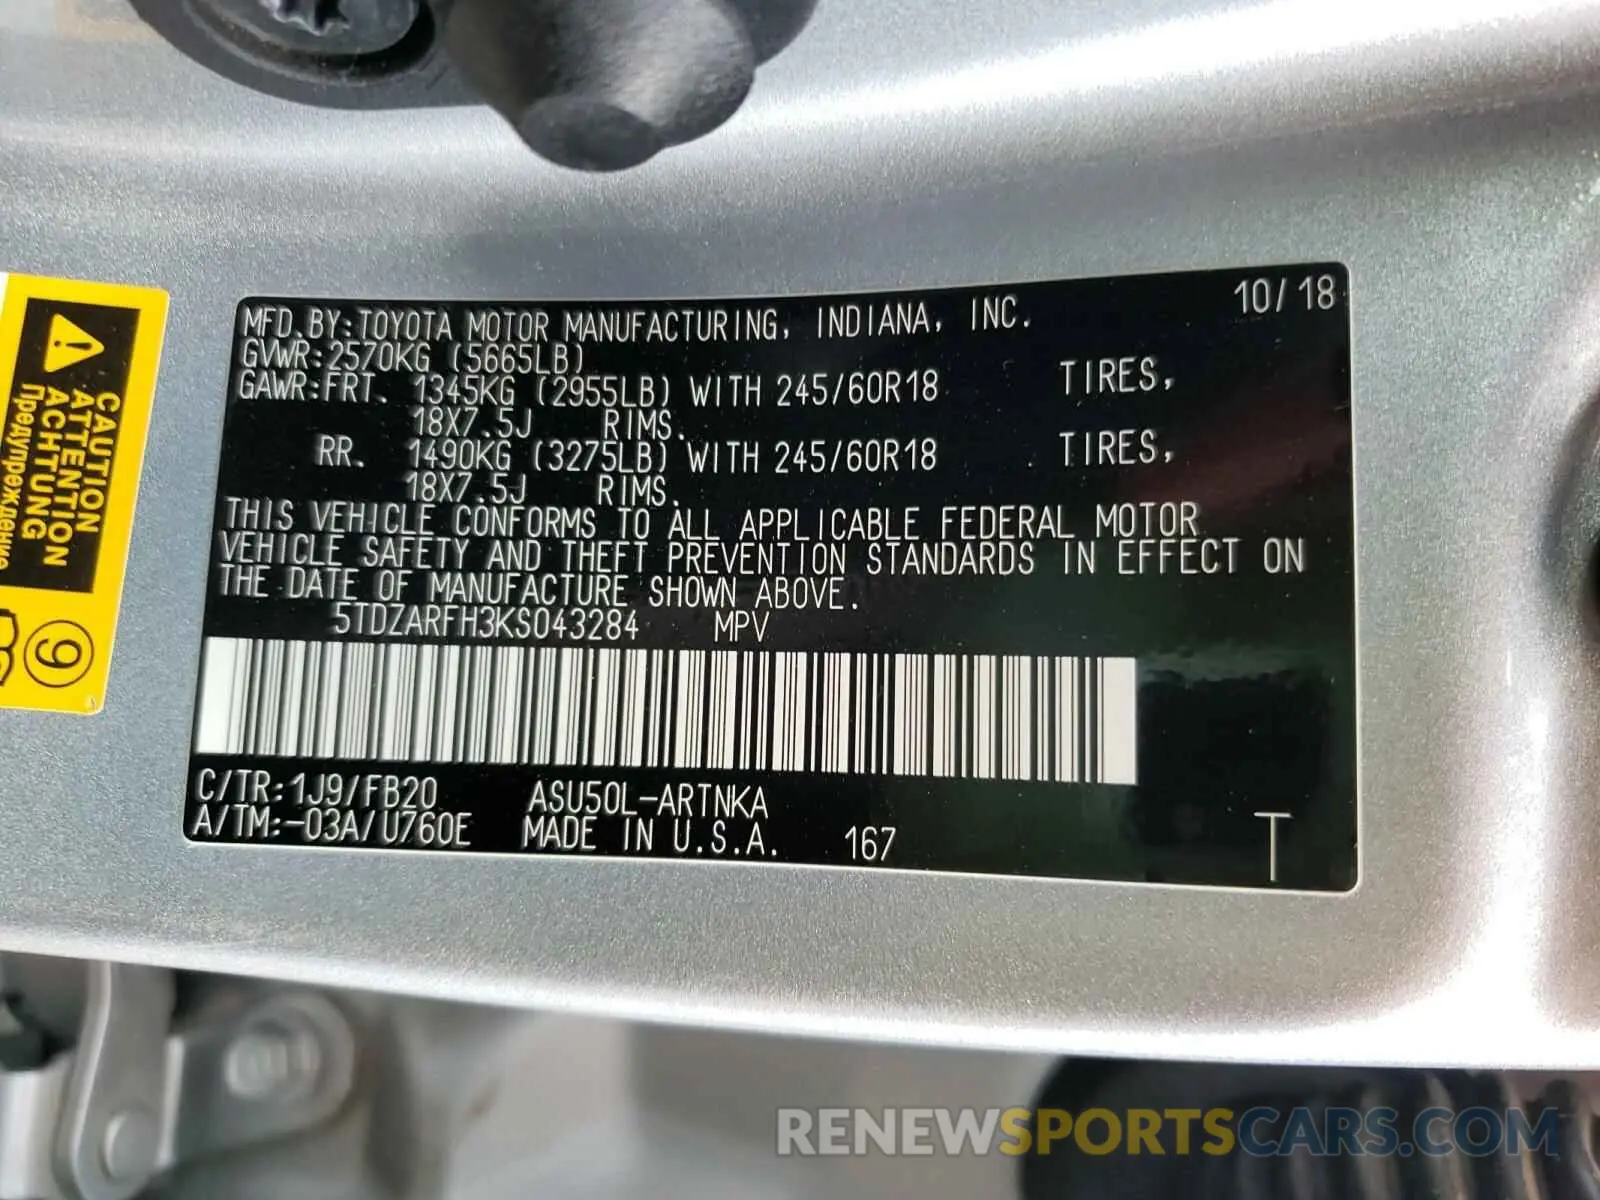 MFD.BY:TOYOTA MOTOR MANUFACTURING, INDIANA, INC. 10/18
GVWR:2570KG (5665LB)
GAWR:FRT. 1345KG (2955LB) WITH 245/60R18 TIRES,
18X7.5J RIMS.
RR. 1490KG (3275LB) WITH 245/60R18 TIRES,
18X7.5J RIMS.
THIS VEHICLE CONFORMS TO ALL APPLICABLE FEDERAL MOTOR
VEHICLE SAFETY AND THEFT PREVENTION STANDARDS IN EFFECT ON
THE DATE OF MANUFACTURE SHOWN ABOVE.
5TDZARFH3KS043284 MPV
C/TR:1J9/FB20 ASU50L-ARTNKA
A/TM:-03A/U760E MADE IN U.S.A. 167 T
CAUTION
ATTENTION
ACHTUNG
Предупреждение
9
RENEWSPORTSCARS.COM